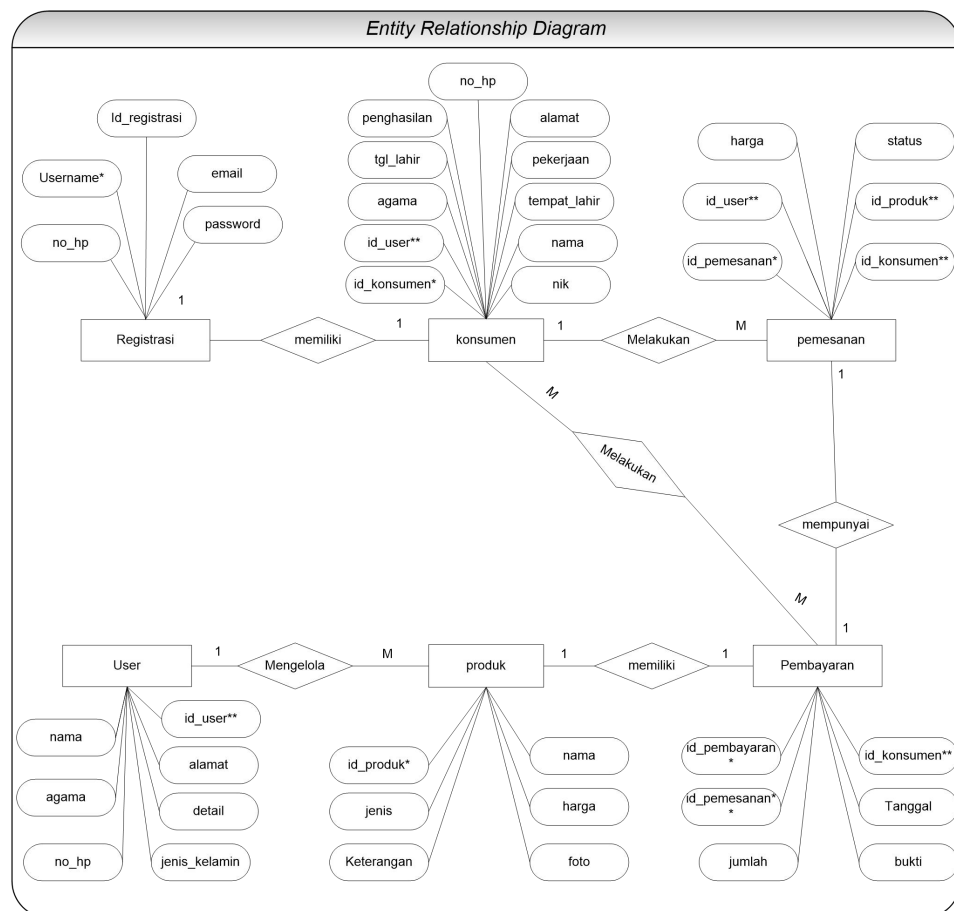 Entity Relationship Diagram
no_hp
Id_registrasi
penghasilan
alamat
harga
status
Username*
email
tgl_lahir
pekerjaan
no_hp
password
agama
tempat_lahir
id_user**
id_produk**
id_user**
nama
id_pemesanan*
id_konsumen**
id_konsumen*
nik
1
Registrasi
memiliki
1
konsumen
1
Melakukan
M
pemesanan
1
M
Melakukan
mempunyai
M
1
User
1
Mengelola
M
produk
1
memiliki
1
Pembayaran
nama
id_user**
alamat
agama
detail
no_hp
jenis_kelamin
id_produk*
nama
jenis
harga
Keterangan
foto
id_pembayaran
*
id_konsumen**
id_pemesanan*
*
Tanggal
jumlah
bukti